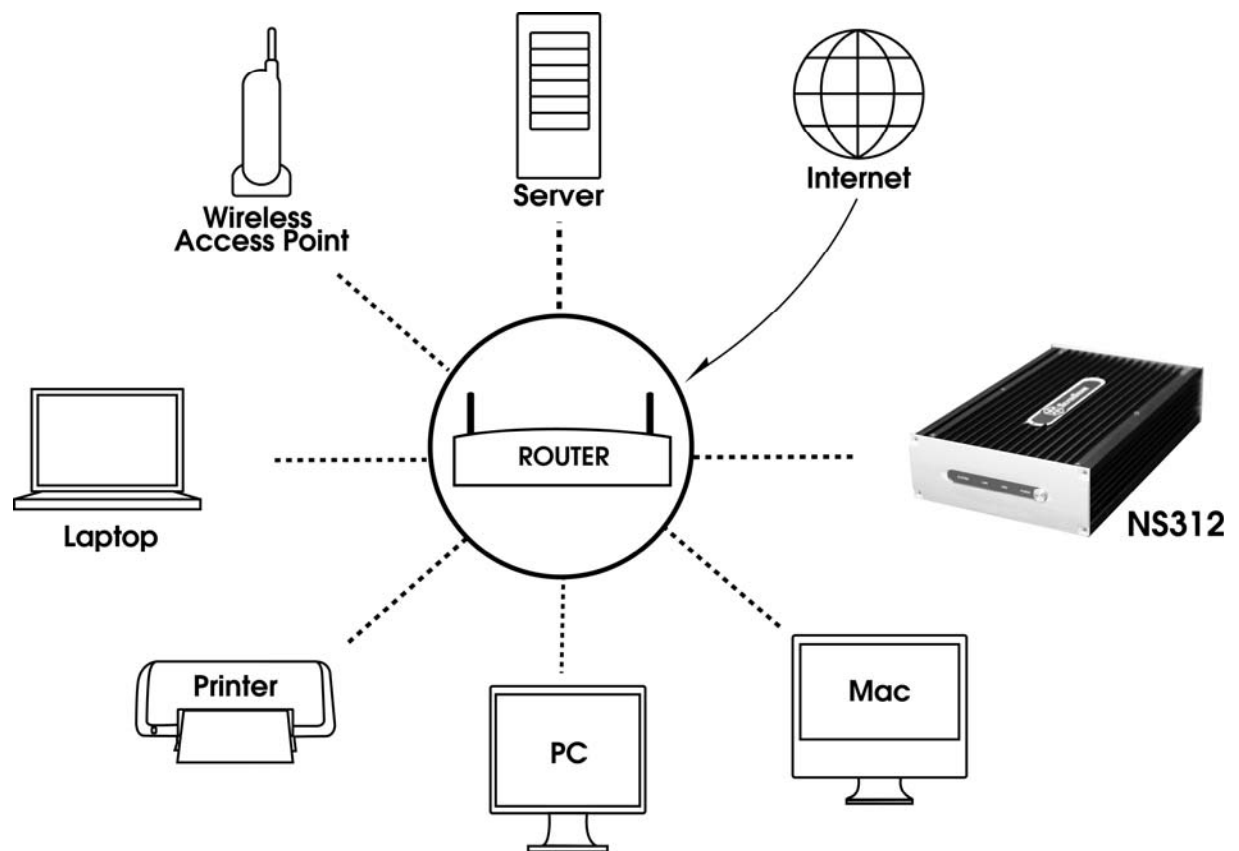 Server
Internet
Wireless
Access Point
ROUTER
NS312
Laptop
Printer
Mac
PC